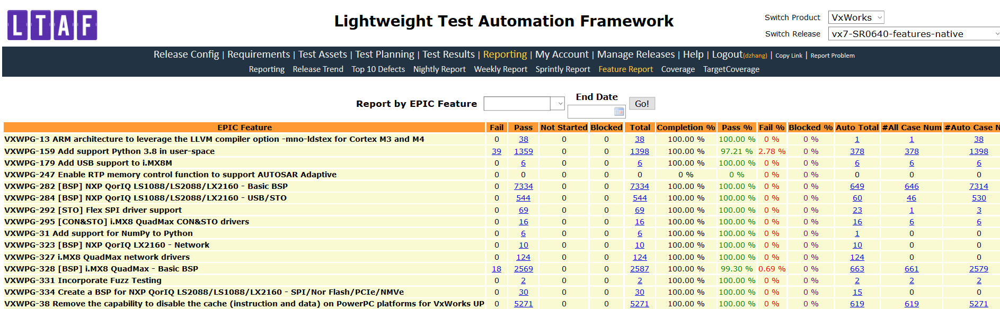 LTAF
Lightweight Test Automation Framework
Switch Product VxWorks
Switch Release vx7-SR0640-features-native
Release Config | Requirements | Test Assets | Test Planning | Test Results | Reporting | My Account | Manage Releases | Help | Logout(dzhang) | Copy Link | Report Problem
Reporting Release Trend Top 10 Defects Nightly Report Weekly Report Sprintly Report Feature Report Coverage TargetCoverage
Report by EPIC Feature End Date Go!
EPIC Feature Fail Pass Not Started Blocked Total Completion % Pass % Fail % Blocked % Auto Total #All Case Num #Auto Case N
VXWPG-13 ARM architecture to leverage the LLVM compiler option -mno-ldstex for Cortex M3 and M4 0 38 0 0 38 100.00 % 100.00 % 0 % 0 % 1 1 38
VXWPG-159 Add support Python 3.8 in user-space 39 1359 0 0 1398 100.00 % 97.21 % 2.78 % 0 % 378 378 1398
VXWPG-179 Add USB support to i.MX8M 0 6 0 0 6 100.00 % 100.00 % 0 % 0 % 6 6 6
VXWPG-247 Enable RTP memory control function to support AUTOSAR Adaptive 0 0 0 0 0 0 % 0 % 0 % 0 % 0 0 0
VXWPG-282 [BSP] NXP QorIQ LS1088/LS2088/LX2160 - Basic BSP 0 7334 0 0 7334 100.00 % 100.00 % 0 % 0 % 649 646 7314
VXWPG-284 [BSP] NXP QorIQ LS1088/LS2088/LX2160 - USB/STO 0 544 0 0 544 100.00 % 100.00 % 0 % 0 % 60 46 530
VXWPG-292 [STO] Flex SPI driver support 0 69 0 0 69 100.00 % 100.00 % 0 % 0 % 23 1 3
VXWPG-295 [CON&STO] i.MX8 QuadMax CON&STO drivers 0 16 0 0 16 100.00 % 100.00 % 0 % 0 % 16 6 6
VXWPG-31 Add support for NumPy to Python 0 6 0 0 6 100.00 % 100.00 % 0 % 0 % 1 0 0
VXWPG-323 [BSP] NXP QorIQ LX2160 - Network 0 10 0 0 10 100.00 % 100.00 % 0 % 0 % 10 0 0
VXWPG-327 i.MX8 QuadMax network drivers 0 124 0 0 124 100.00 % 100.00 % 0 % 0 % 124 0 0
VXWPG-328 [BSP] i.MX8 QuadMax - Basic BSP 18 2569 0 0 2587 100.00 % 99.30 % 0.69 % 0 % 663 661 2579
VXWPG-331 Incorporate Fuzz Testing 0 2 0 0 2 100.00 % 100.00 % 0 % 0 % 2 2 2
VXWPG-334 Create a BSP for NXP QorIQ LS2088/LS1088/LX2160 - SPI/Nor Flash/PCIe/NMVe 0 30 0 0 30 100.00 % 100.00 % 0 % 0 % 15 0 0
VXWPG-38 Remove the capability to disable the cache (instruction and data) on PowerPC platforms for VxWorks UP 0 5271 0 0 5271 100.00 % 100.00 % 0 % 0 % 619 619 5271